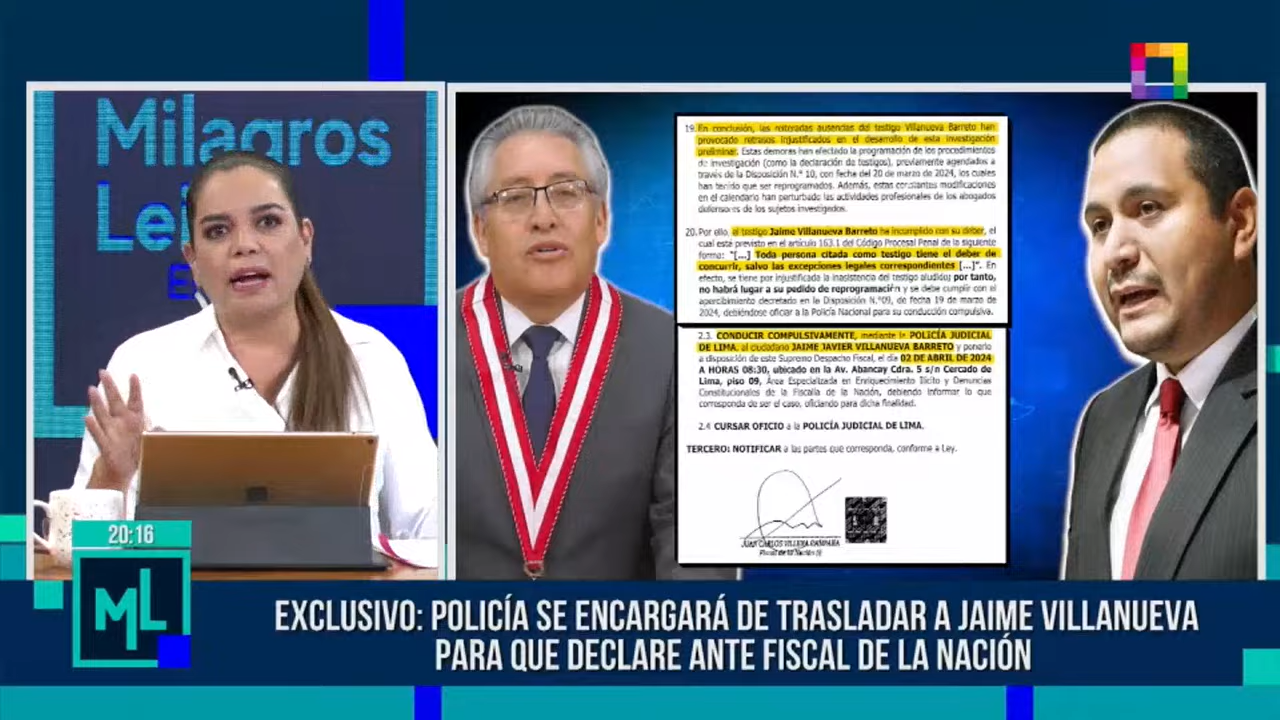 Milagros
Le
E
19. En conclusión, las reiteradas ausencias del testigo Villanueva Barreto han
provocado retrasos injustificados en el desarrollo de esta investigación
preliminar. Estas demoras han efectado la programación de los procedimientos
de investigación (como la declaración de testigos), previamente agendados a
través de la Disposición N.° 10, con fecha del 20 de marzo de 2024, los cuales
han tenido que ser reprogramados. Además, estas constantes modificaciones
en el calendario han perturbado las actividades profesionales de los abogados
defensores de los sujetos investigados.
20. Por ello, el testigo Jaime Villanueva Barreto ha incumplido con su deber, el
cual está previsto en el artículo 163.1 del Código Procesal Penal de la siguiente
forma: "[...] Toda persona citada como testigo tiene el deber de
concurrir, salvo las excepciones legales correspondientes [...]". En
efecto, se tiene por injustificada la inasistencia del testigo aludido; por tanto,
no habrá lugar a su pedido de reprogramación y se debe cumplir con el
apercibimiento decretado en la Disposición N.°09, de fecha 19 de marzo de
2024, debiéndose oficiar a la Policía Nacional para su conducción compulsiva.
2.3. CONDUCIR COMPULSIVAMENTE, mediante la POLICÍA JUDICIAL
DE LIMA, al ciudadano JAIME JAVIER VILLANUEVA BARRETO y ponerlo
a disposición de este Supremo Despacho Fiscal, el día 02 DE ABRIL DE 2024
A HORAS 08:30, ubicado en la Av. Abancay Cdra. 5 s/n Cercado de
Lima, piso 09, Área Especializada en Enriquecimiento Ilícito y Denuncias
Constitucionales de la Fiscalía de la Nación, debiendo informar lo que
corresponda de ser el caso, oficiando para dicha finalidad.
2.4 CURSAR OFICIO a la POLICÍA JUDICIAL DE LIMA.
TERCERO: NOTIFICAR a las partes que corresponda, conforme a Ley.
JUAN CARLOS VILLENA CAMPANA
Fiscal de la Nación (i)
20:16
ML
EXCLUSIVO: POLICÍA SE ENCARGARÁ DE TRASLADAR A JAIME VILLANUEVA
PARA QUE DECLARE ANTE FISCAL DE LA NACIÓN